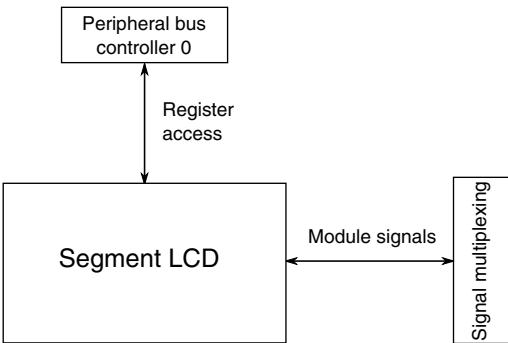 Peripheral bus
controller 0
Register
access
Segment LCD
Module signals
Signal multiplexing